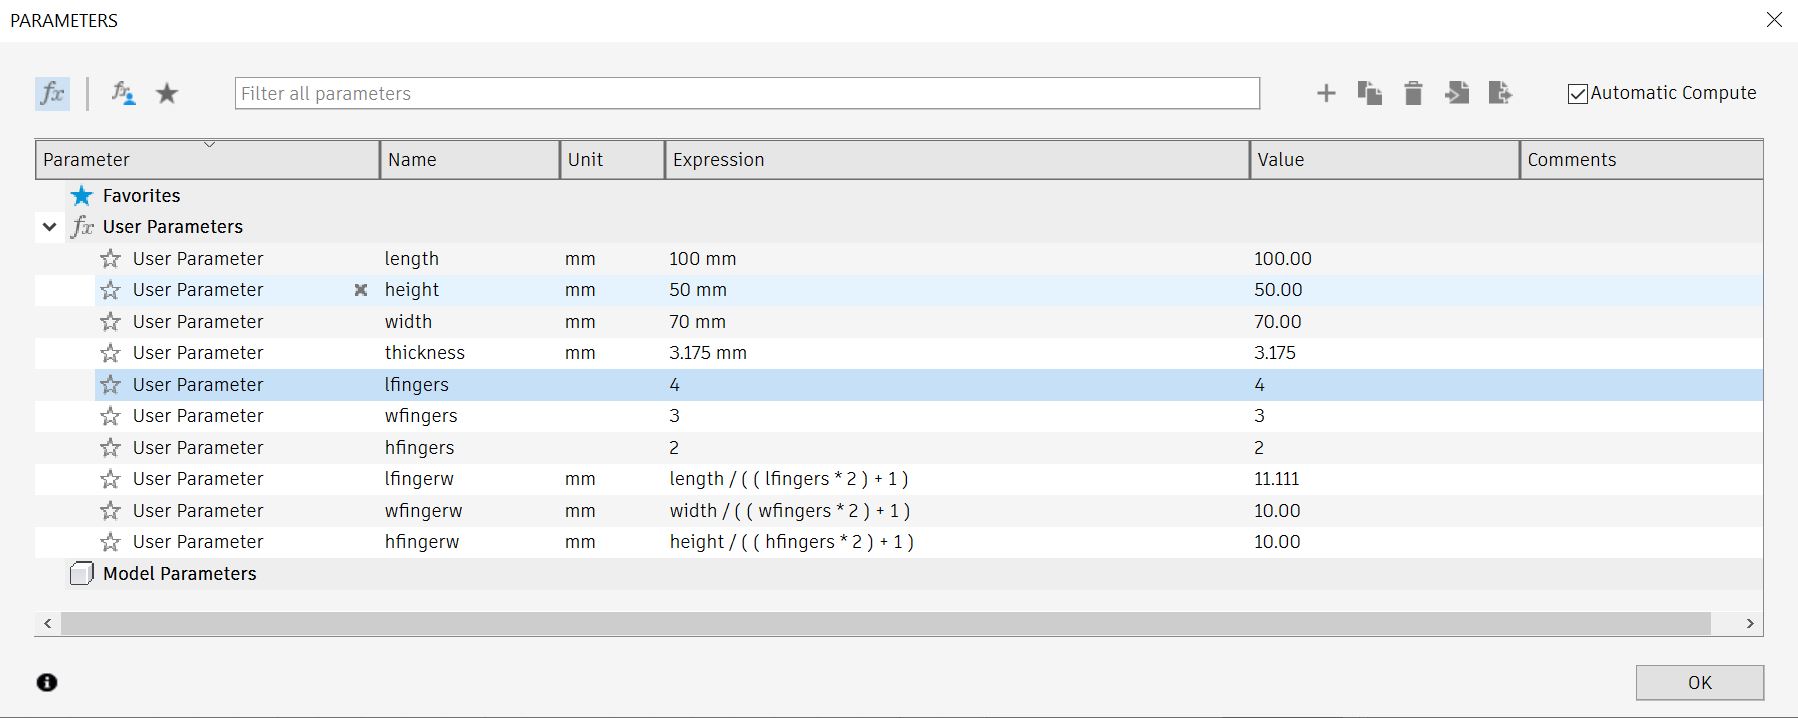 PARAMETERS
fx fx Filter all parameters Automatic Compute
Parameter Name Unit Expression Value Comments
Favorites
fx User Parameters
User Parameter length mm 100 mm 100.00
User Parameter height mm 50 mm 50.00
User Parameter width mm 70 mm 70.00
User Parameter thickness mm 3.175 mm 3.175
User Parameter lfingers 4 4
User Parameter wfingers 3 3
User Parameter hfingers 2 2
User Parameter lfingerw mm length / ( ( lfingers * 2 ) + 1 ) 11.111
User Parameter wfingerw mm width / ( ( wfingers * 2 ) + 1 ) 10.00
User Parameter hfingerw mm height / ( ( hfingers * 2 ) + 1 ) 10.00
Model Parameters
OK